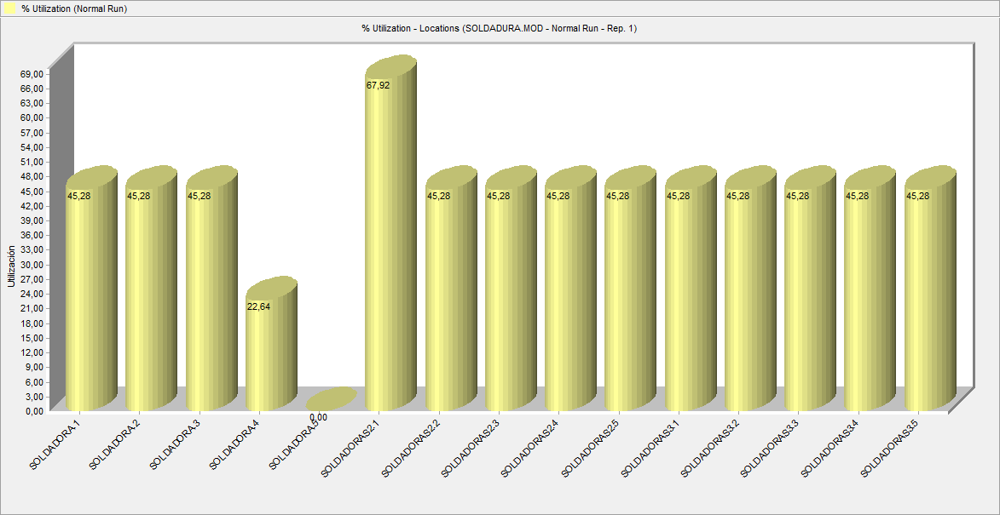 % Utilization (Normal Run)
% Utilization - Locations (SOLDADURA.MOD - Normal Run - Rep. 1)
Utilización
69,00
66,00
63,00
60,00
57,00
54,00
51,00
48,00
45,00
42,00
39,00
36,00
33,00
30,00
27,00
24,00
21,00
18,00
15,00
12,00
9,00
6,00
3,00
0,00
45,28
45,28
45,28
22,64
0,00
67,92
45,28
45,28
45,28
45,28
45,28
45,28
45,28
45,28
45,28
SOLDADORA.1
SOLDADORA.2
SOLDADORA.3
SOLDADORA.4
SOLDADORA.5
SOLDADORAS2.1
SOLDADORAS2.2
SOLDADORAS2.3
SOLDADORAS2.4
SOLDADORAS2.5
SOLDADORAS3.1
SOLDADORAS3.2
SOLDADORAS3.3
SOLDADORAS3.4
SOLDADORAS3.5